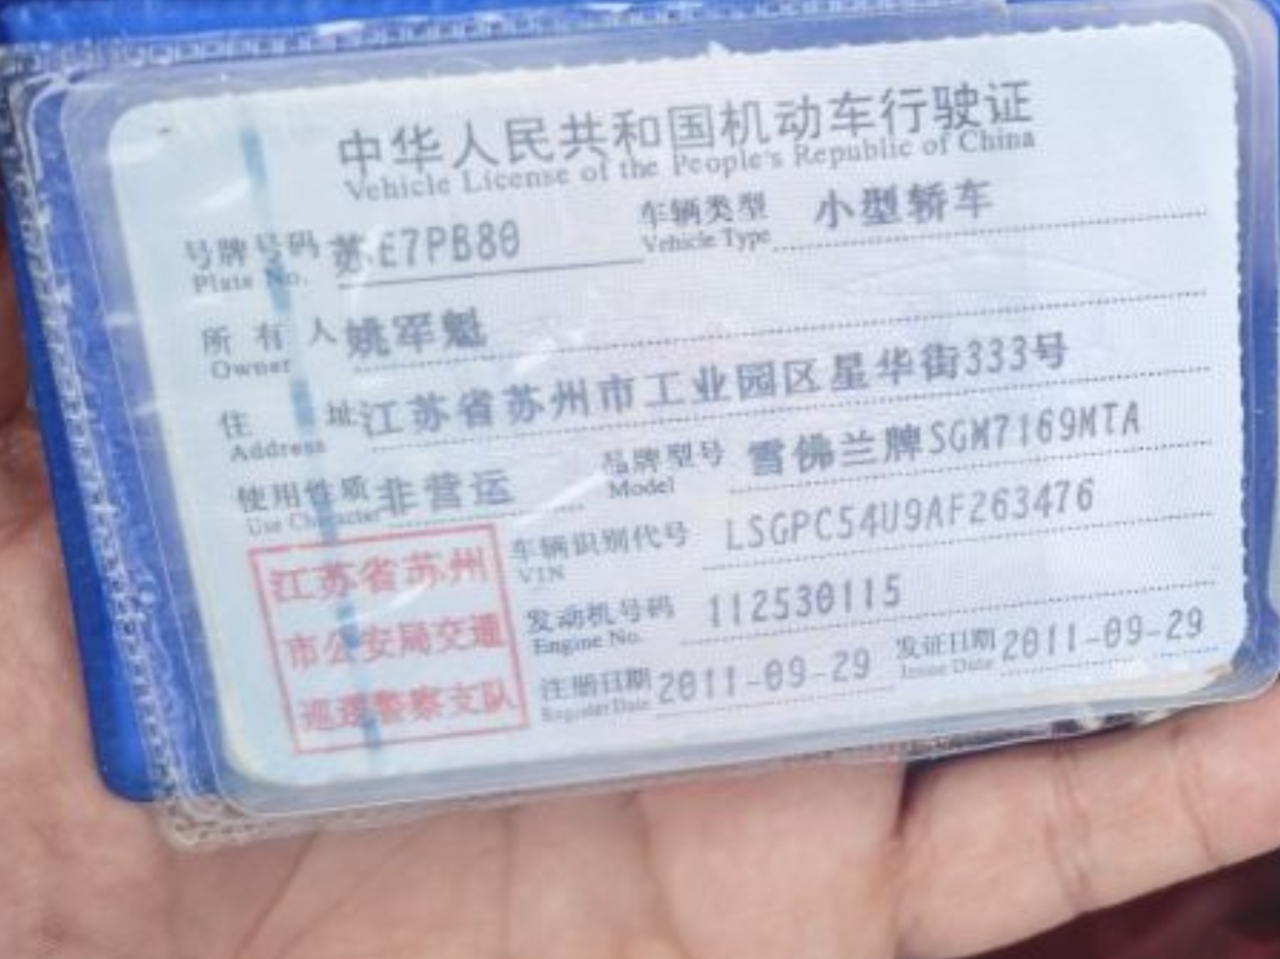 中华人民共和国机动车行驶证
Vehicle License of the People's Republic of China
号牌号码 苏E7PB80 车辆类型 小型轿车
Plate No. Vehicle Type
所有人 姚军魁
Owner
住址 江苏省苏州市工业园区星华街333号
Address
使用性质 非营运 品牌型号 雪佛兰牌SGM7169MTA
Use Character Model
车辆识别代号 LSGPC54U9AF263476
VIN
发动机号码 112530115
Engine No.
注册日期 2011-09-29 发证日期 2011-09-29
Register Date Issue Date
江苏省苏州
市公安局交通
巡逻警察支队